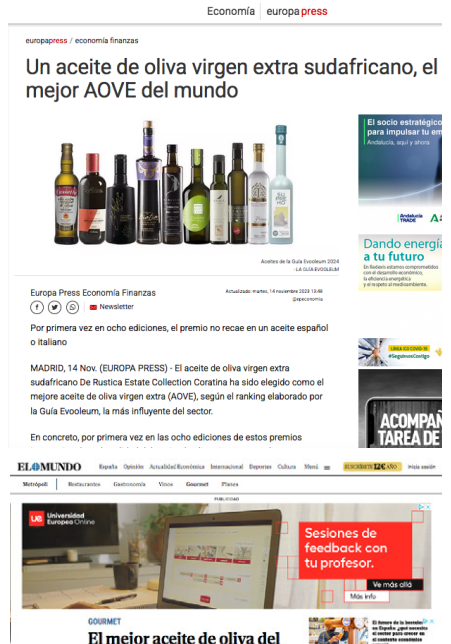 Economía europapress
europapress / economía finanzas
Un aceite de oliva virgen extra sudafricano, el
mejor AOVE del mundo
El socio estratégico
para impulsar tu em
Andalucía, aquí y ahora
Andalucía
TRADE
Aceites de la Guía Evooleum 2024
- LA GUÍA EVOOLEUM
Dando energía
a tu futuro
Europa Press Economía Finanzas
Newsletter
Actualizado: martes, 14 noviembre 2023 13:48
@epeconomia
Por primera vez en ocho ediciones, el premio no recae en un aceite español
o italiano
MADRID, 14 Nov. (EUROPA PRESS) - El aceite de oliva virgen extra
sudafricano De Rustica Estate Collection Coratina ha sido elegido como el
mejore aceite de oliva virgen extra (AOVE), según el ranking elaborado por
la Guía Evooleum, la más influyente del sector.
En concreto, por primera vez en las ocho ediciones de estos premios
#SeguimosContigo
ACOMPAÑ
TAREA DE
EL MUNDO España Opinión Actualidad Económica Internacional Deportes Cultura Menú SUSCRÍBETE 12€ AÑO Inicia sesión
Metrópoli Restaurantes Gastronomía Vinos Gourmet Planes
PUBLICIDAD
ue Universidad
Europea Online
Sesiones de
feedback con
tu profesor.
Ve más allá
Más info
GOURMET
El mejor aceite de oliva del